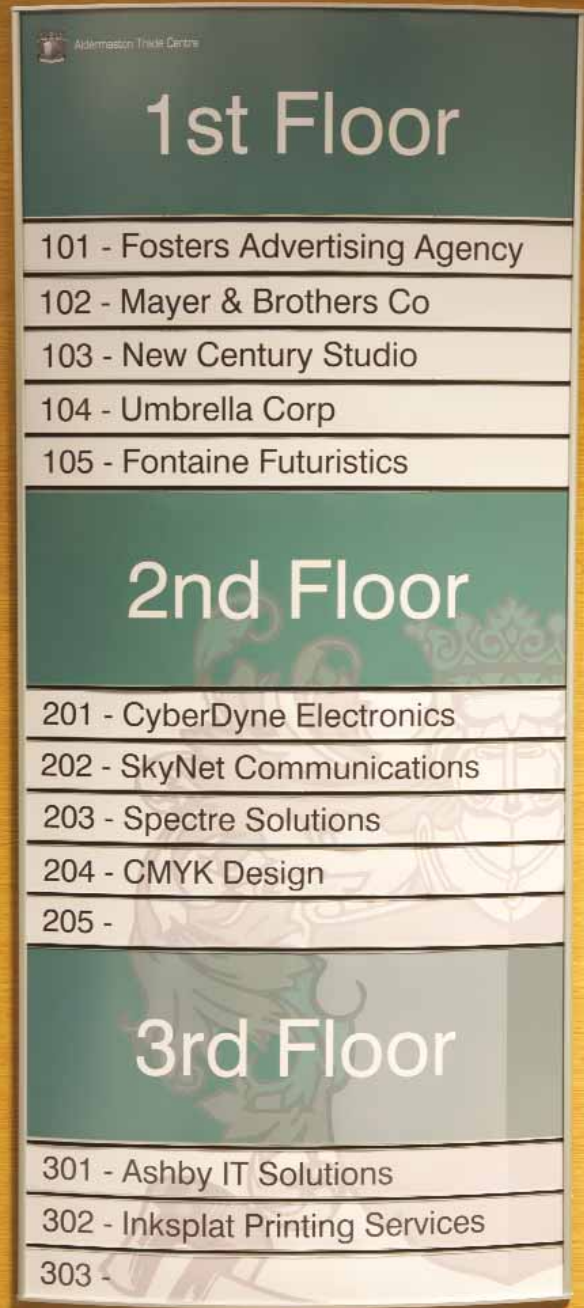 Aldermaston Trade Centre
1st Floor
101 - Fosters Advertising Agency
102 - Mayer & Brothers Co
103 - New Century Studio
104 - Umbrella Corp
105 - Fontaine Futuristics
2nd Floor
201 - CyberDyne Electronics
202 - SkyNet Communications
203 - Spectre Solutions
204 - CMYK Design
205 -
3rd Floor
301 - Ashby IT Solutions
302 - Inksplat Printing Services
303 -